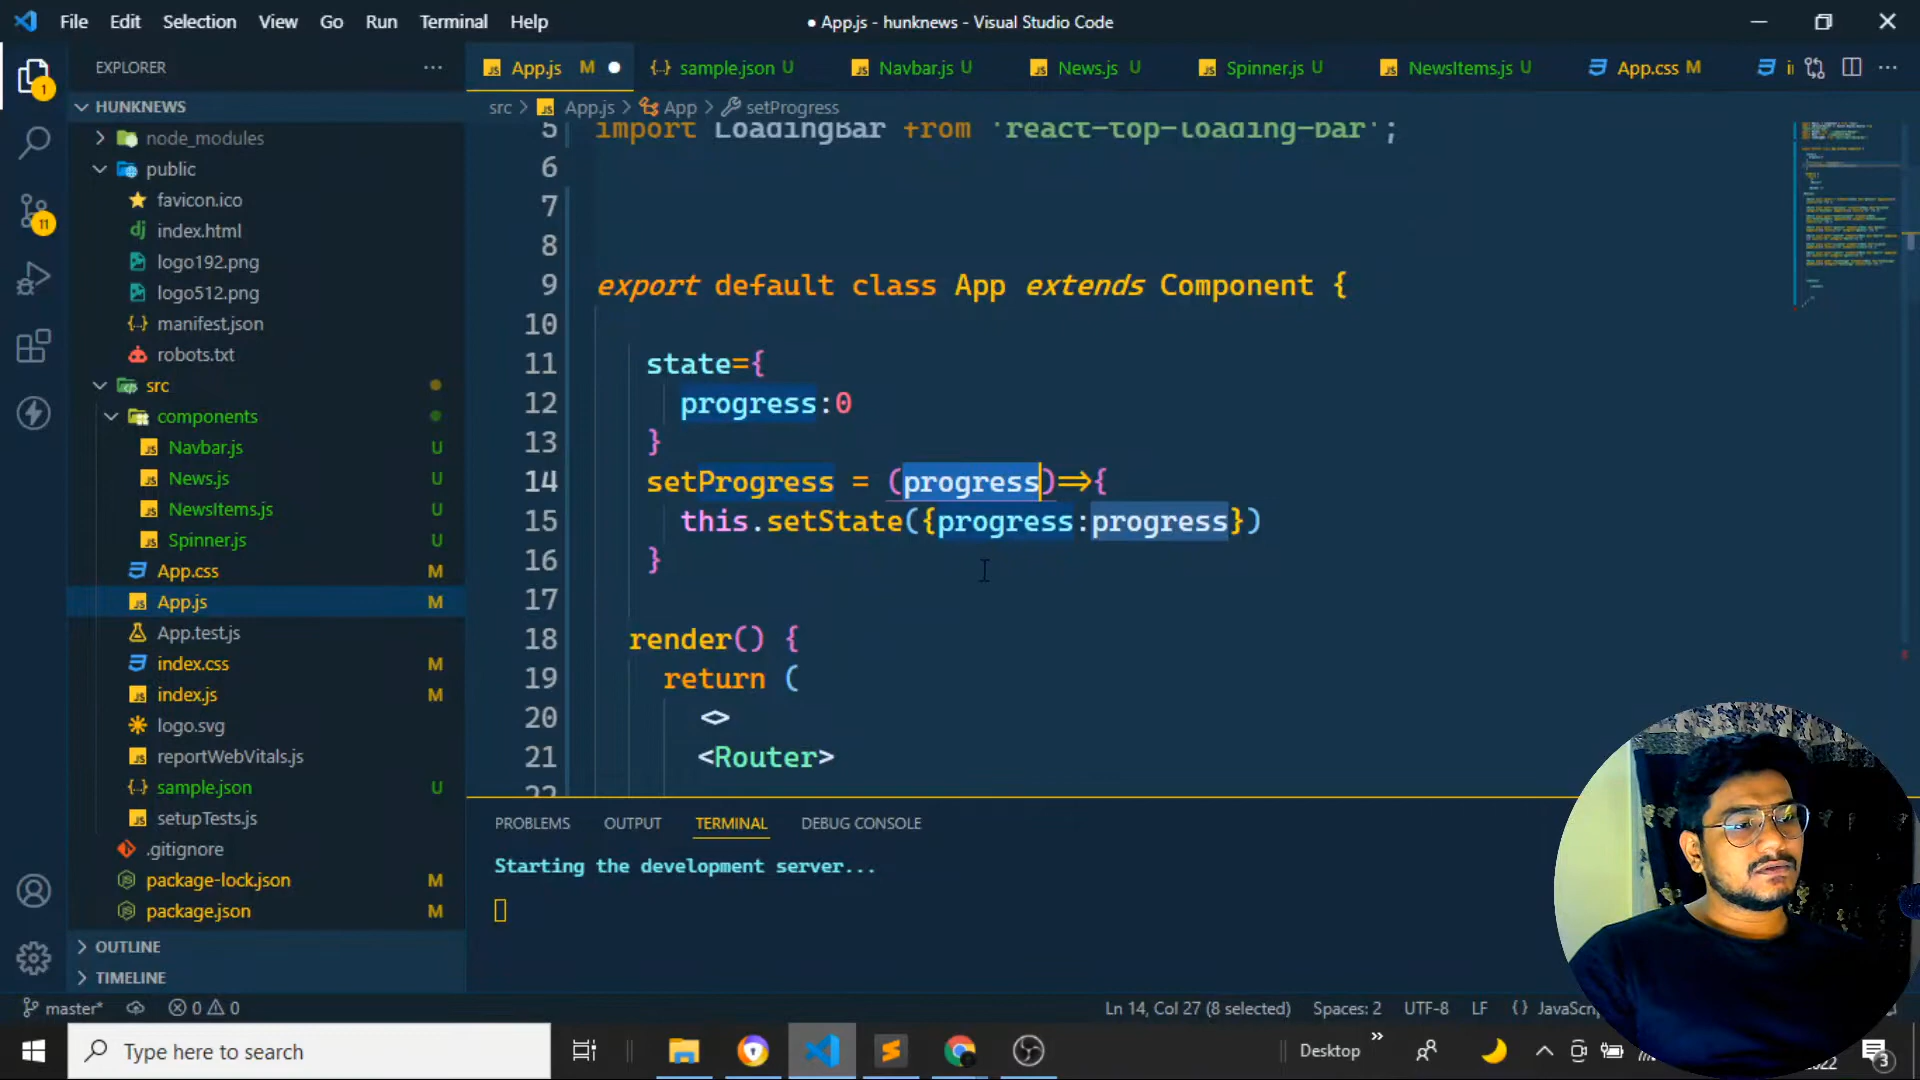 File Edit Selection View Go Run Terminal Help
● App.js - hunknews - Visual Studio Code
EXPLORER
App.js M
sample.json U
Navbar.js U
News.js U
Spinner.js U
NewsItems.js U
App.css M
src > App.js > App > setProgress
HUNKNEWS
node_modules
public
favicon.ico
index.html
logo192.png
logo512.png
manifest.json
robots.txt
src
components
Navbar.js U
News.js U
NewsItems.js U
Spinner.js U
App.css M
App.js M
App.test.js
index.css M
index.js M
logo.svg
reportWebVitals.js
sample.json U
setupTests.js
.gitignore
package-lock.json M
package.json M
OUTLINE
TIMELINE
5 import LoadingBar from 'react-top-loading-bar';
6
7
8
9 export default class App extends Component {
10
11 state={
12 progress:0
13 }
14 setProgress = (progress)=>{
15 this.setState({progress:progress})
16 }
17
18 render() {
19 return (
20 <>
21 <Router>
22
PROBLEMS OUTPUT TERMINAL DEBUG CONSOLE
Starting the development server...
master* 0 0
Ln 14, Col 27 (8 selected) Spaces: 2 UTF-8 LF {} JavaSc
Type here to search
Desktop
3
1
11